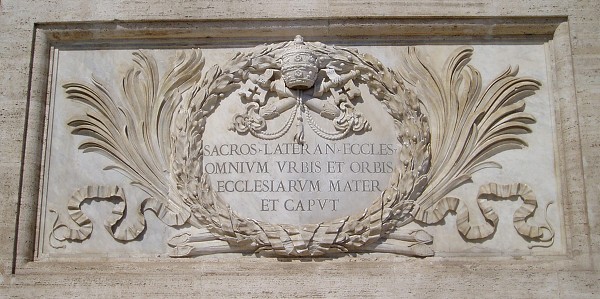 SACROS · LATERAN · ECCLES
OMNIVM VRBIS ET ORBIS
ECCLESIARVM MATER
ET CAPVT